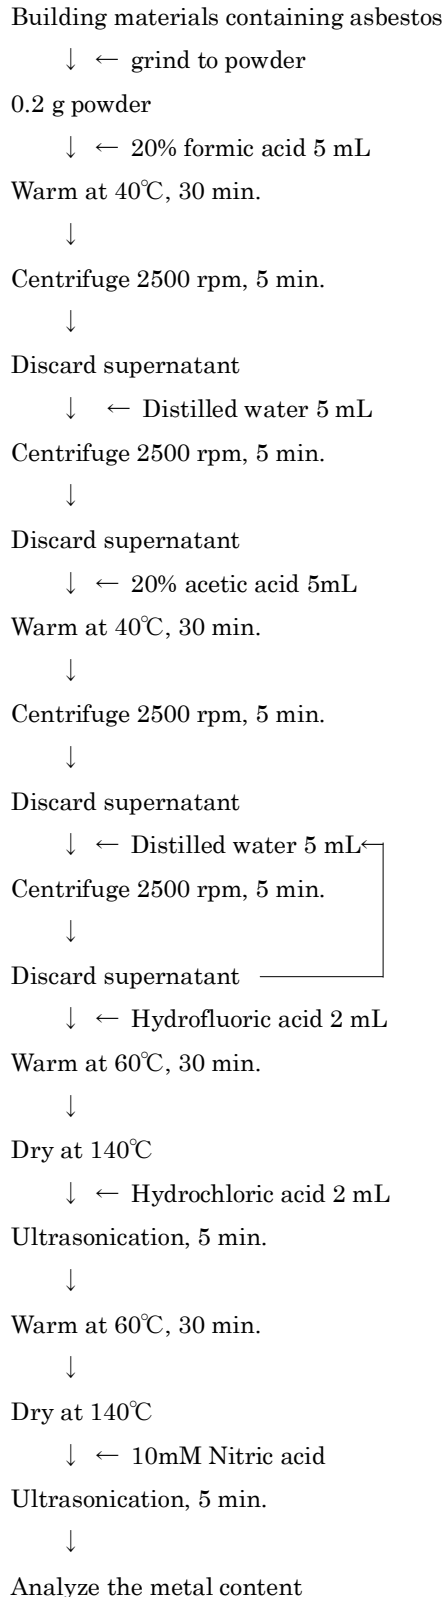 Building materials containing asbestos
↓ ← grind to powder
0.2 g powder
↓ ← 20% formic acid 5 mL
Warm at 40℃, 30 min.
↓
Centrifuge 2500 rpm, 5 min.
↓
Discard supernatant
↓ ← Distilled water 5 mL
Centrifuge 2500 rpm, 5 min.
↓
Discard supernatant
↓ ← 20% acetic acid 5mL
Warm at 40℃, 30 min.
↓
Centrifuge 2500 rpm, 5 min.
↓
Discard supernatant
↓ ← Distilled water 5 mL←
Centrifuge 2500 rpm, 5 min.
↓
Discard supernatant
↓ ← Hydrofluoric acid 2 mL
Warm at 60℃, 30 min.
↓
Dry at 140℃
↓ ← Hydrochloric acid 2 mL
Ultrasonication, 5 min.
↓
Warm at 60℃, 30 min.
↓
Dry at 140℃
↓ ← 10mM Nitric acid
Ultrasonication, 5 min.
↓
Analyze the metal content